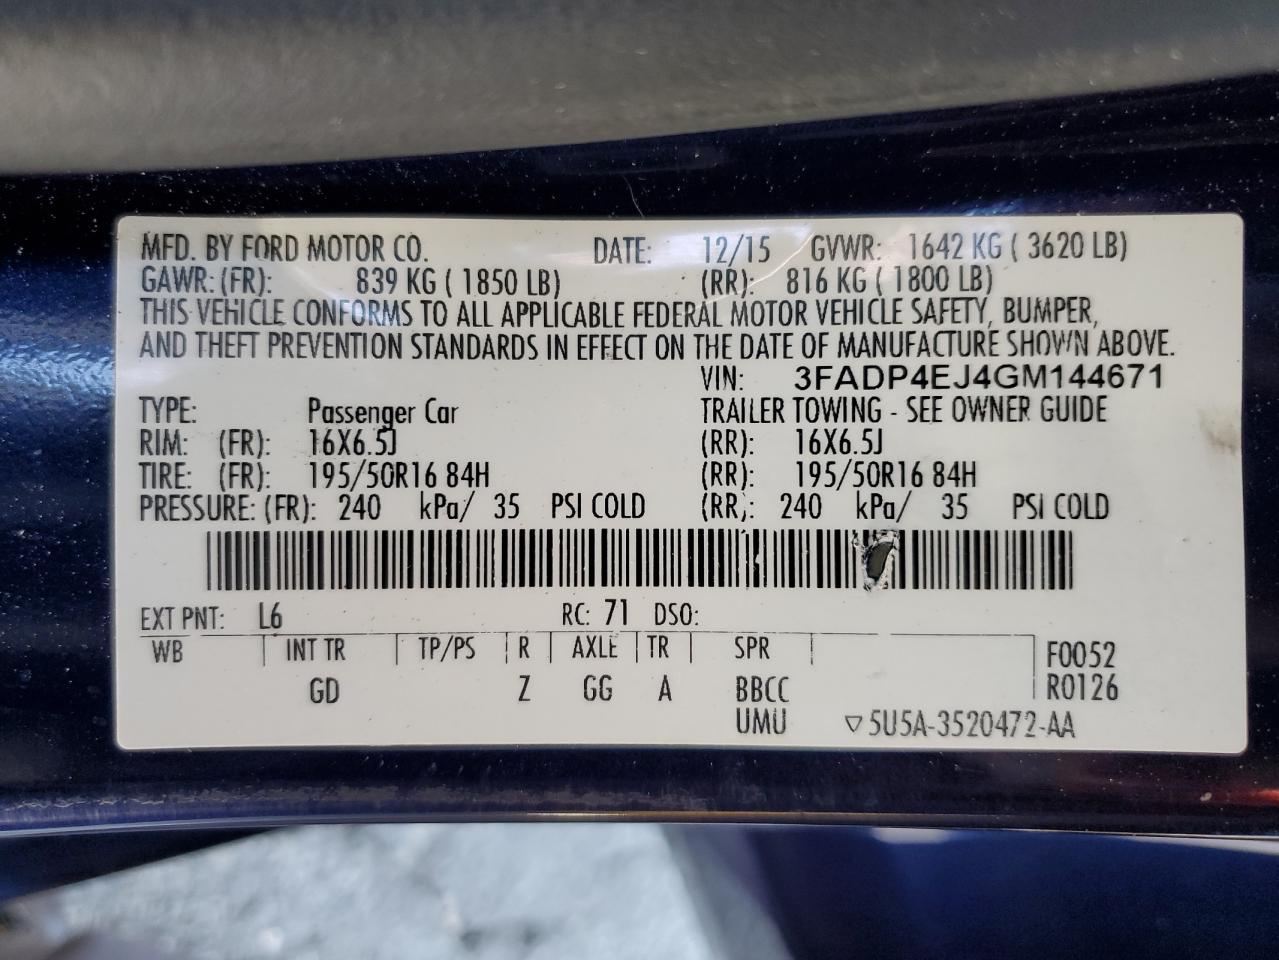 MFD. BY FORD MOTOR CO. DATE: 12/15 GVWR: 1642 KG ( 3620 LB)
GAWR: (FR): 839 KG ( 1850 LB) (RR): 816 KG ( 1800 LB)
THIS VEHICLE CONFORMS TO ALL APPLICABLE FEDERAL MOTOR VEHICLE SAFETY, BUMPER,
AND THEFT PREVENTION STANDARDS IN EFFECT ON THE DATE OF MANUFACTURE SHOWN ABOVE.
VIN: 3FADP4EJ4GM144671
TYPE: Passenger Car TRAILER TOWING - SEE OWNER GUIDE
RIM: (FR): 16X6.5J (RR): 16X6.5J
TIRE: (FR): 195/50R16 84H (RR): 195/50R16 84H
PRESSURE: (FR): 240 kPa/ 35 PSI COLD (RR): 240 kPa/ 35 PSI COLD
EXT PNT: L6 RC: 71 DSO:
WB INT TR TP/PS R AXLE TR SPR F0052
GD Z GG A BBCC R0126
UMU ▽5U5A-3520472-AA